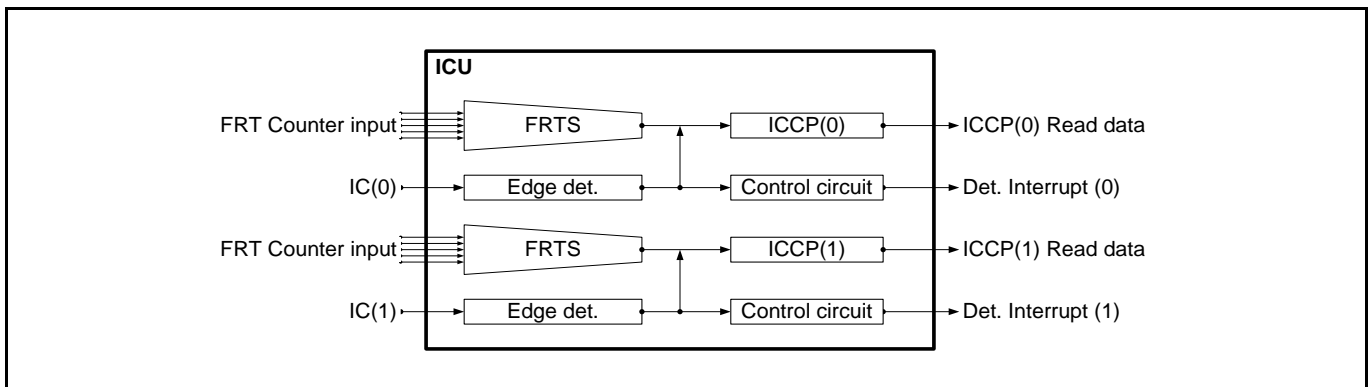 ICU
FRT Counter input FRTS ICCP(0) ICCP(0) Read data
IC(0) Edge det. Control circuit Det. Interrupt (0)
FRT Counter input FRTS ICCP(1) ICCP(1) Read data
IC(1) Edge det. Control circuit Det. Interrupt (1)